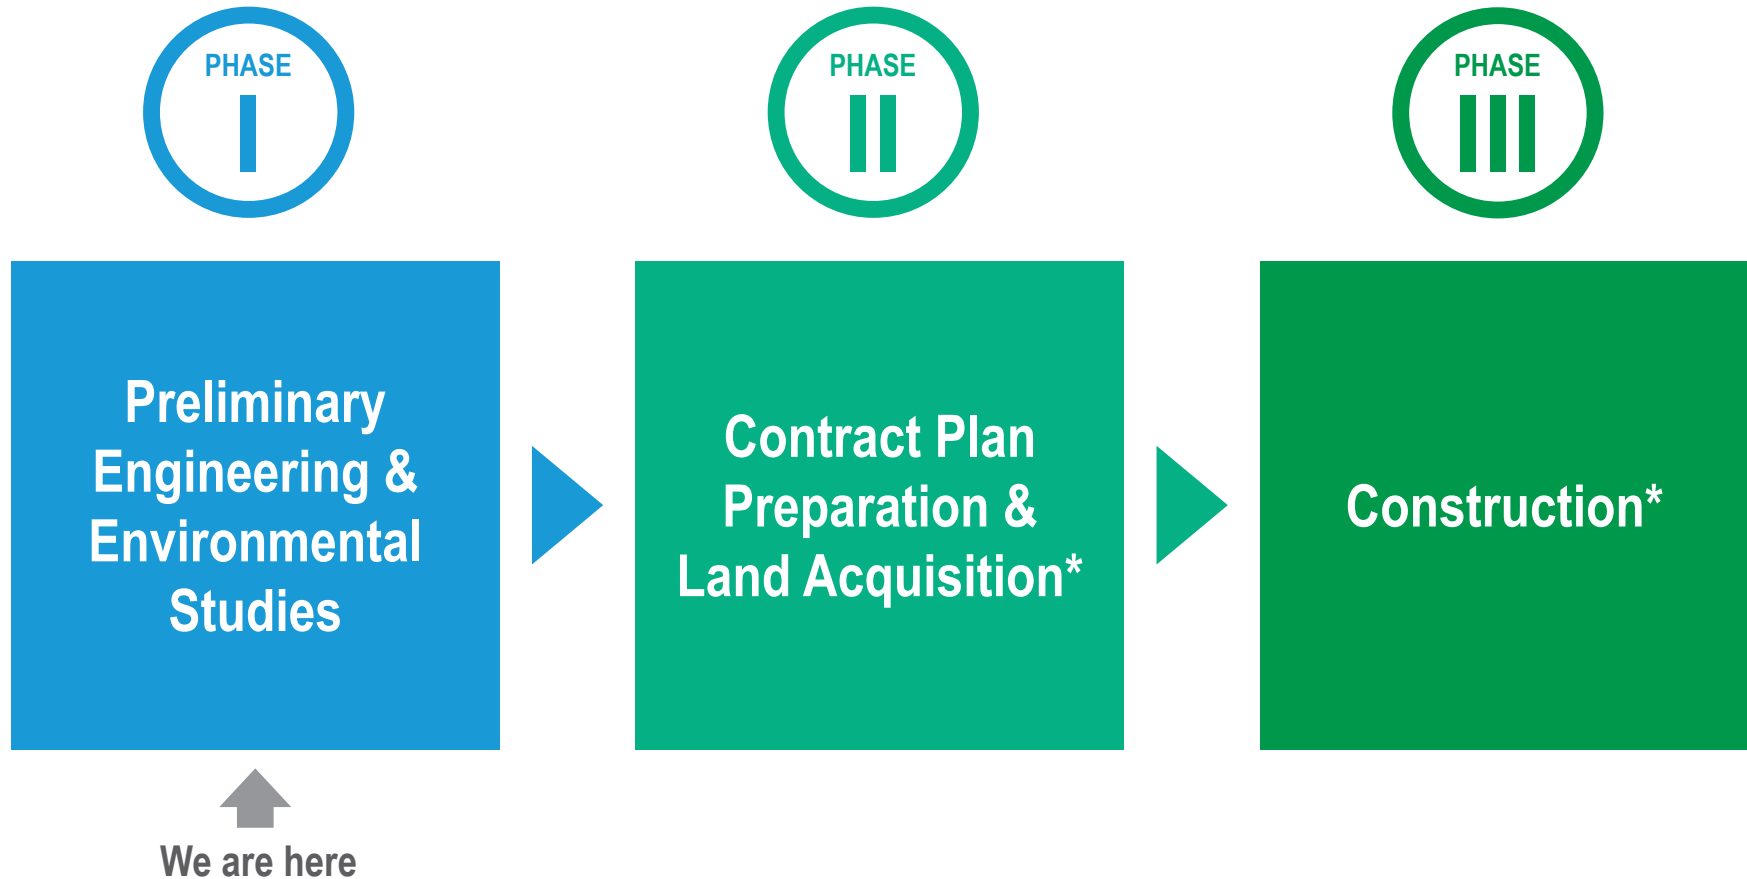 PHASE
I
PHASE
II
PHASE
III
Preliminary
Engineering &
Environmental
Studies
Contract Plan
Preparation &
Land Acquisition*
Construction*
We are here